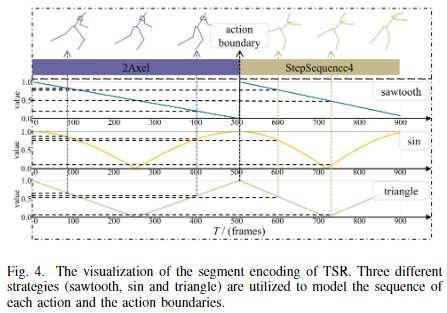 action
boundary
2Axel StepSequence4
1.0
value
0.5
0.0
0 100 200 300 400 500 600 700 800 900
sawtooth
1.0
value
0.5
0.0
0 100 200 300 400 500 600 700 800 900
sin
1.0
value
0.5
0.0
0 100 200 300 400 500 600 700 800 900
triangle
T / (frames)
Fig. 4. The visualization of the segment encoding of TSR. Three different
strategies (sawtooth, sin and triangle) are utilized to model the sequence of
each action and the action boundaries.